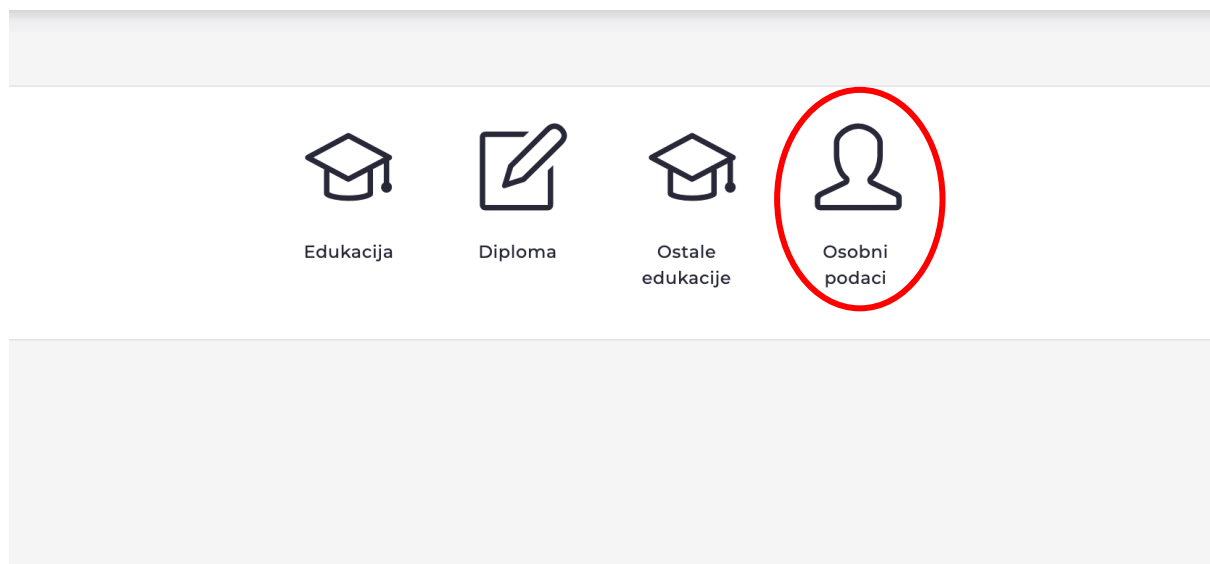 Edukacija
Diploma
Ostale
edukacije
Osobni
podaci